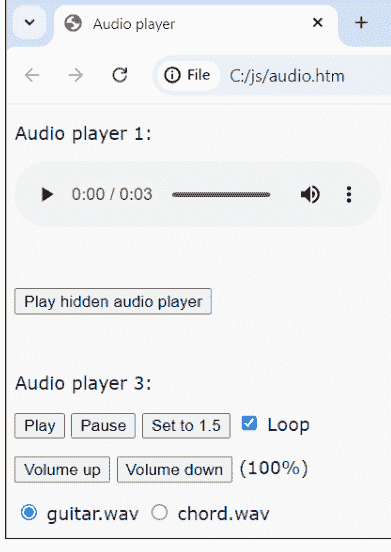 Audio player
File C:/js/audio.htm
Audio player 1:
0:00 / 0:03
Play hidden audio player
Audio player 3:
Play Pause Set to 1.5 Loop
Volume up Volume down (100%)
guitar.wav chord.wav